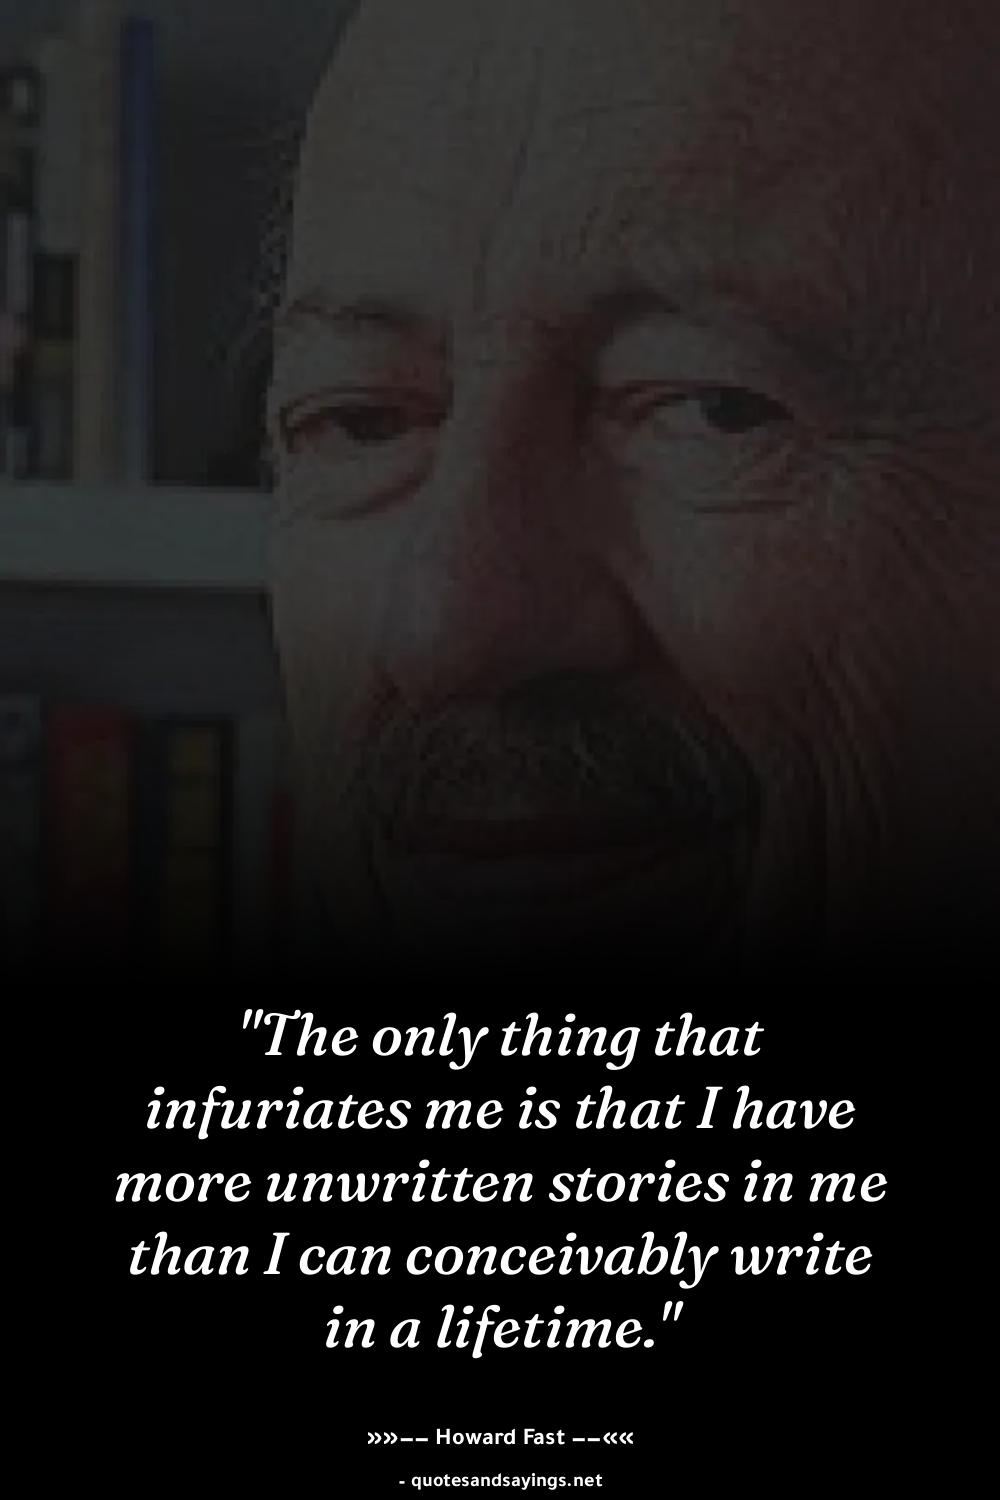 "The only thing that
infuriates me is that I have
more unwritten stories in me
than I can conceivably write
in a lifetime."
»»−− Howard Fast −−««
- quotesandsayings.net